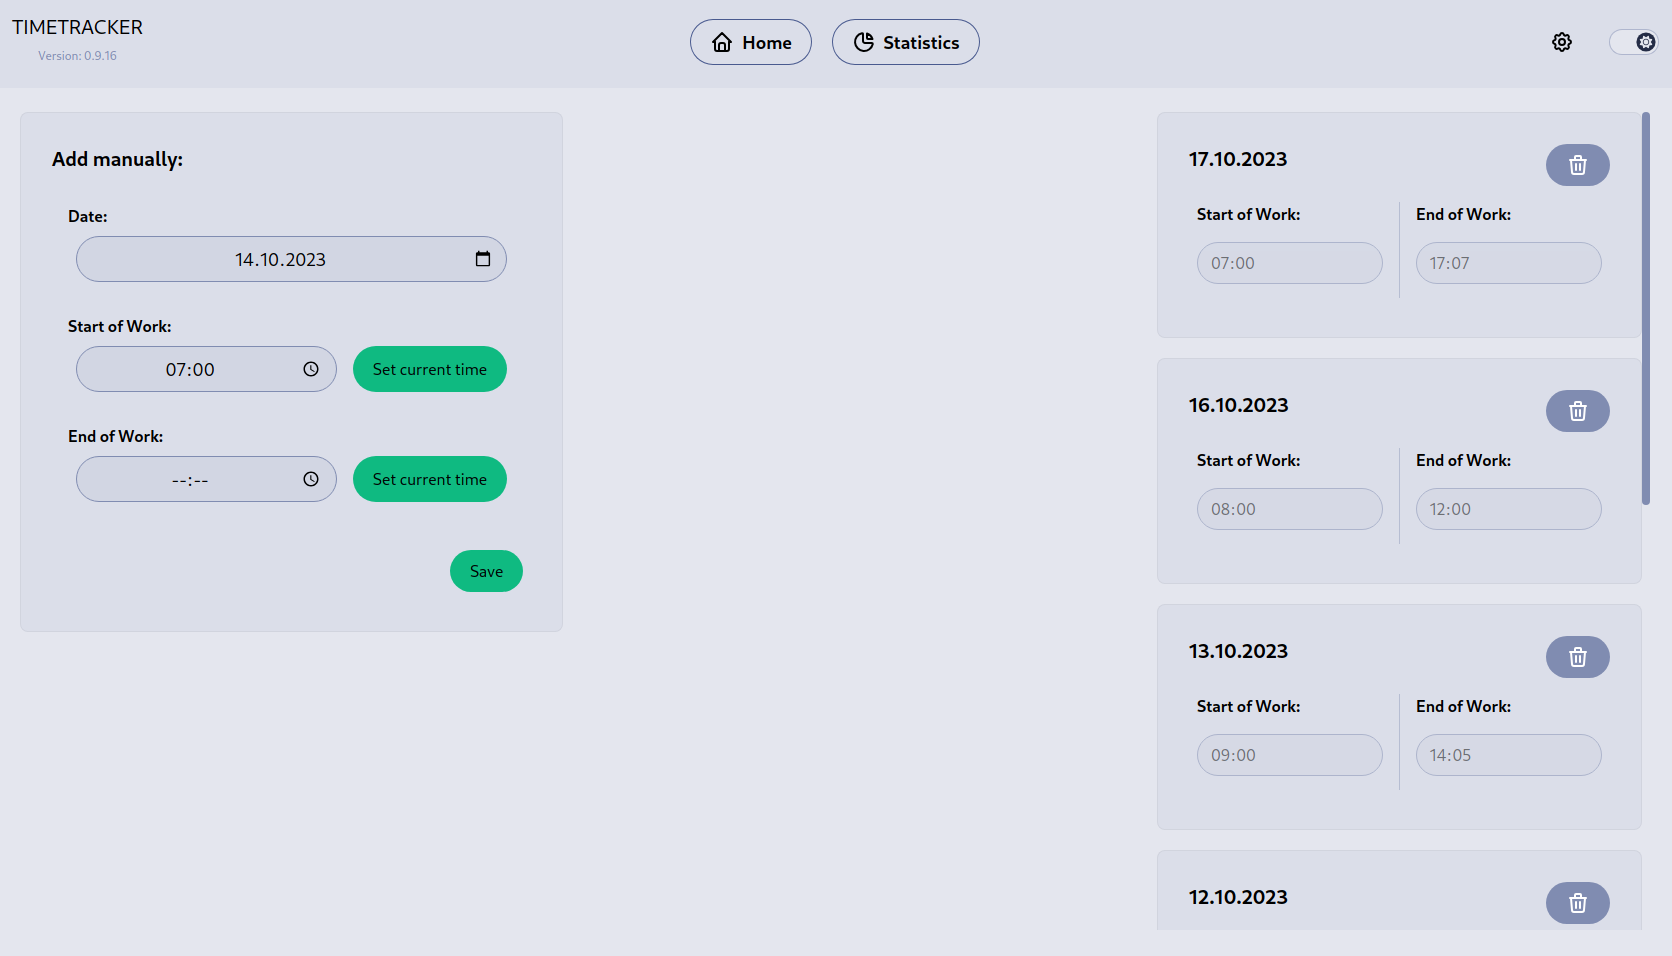 TIMETRACKER
Version: 0.9.16
Home
Statistics
Add manually:
Date:
14.10.2023
Start of Work:
07:00
Set current time
End of Work:
--:--
Set current time
Save
17.10.2023
Start of Work: End of Work:
07:00 17:07
16.10.2023
Start of Work: End of Work:
08:00 12:00
13.10.2023
Start of Work: End of Work:
09:00 14:05
12.10.2023